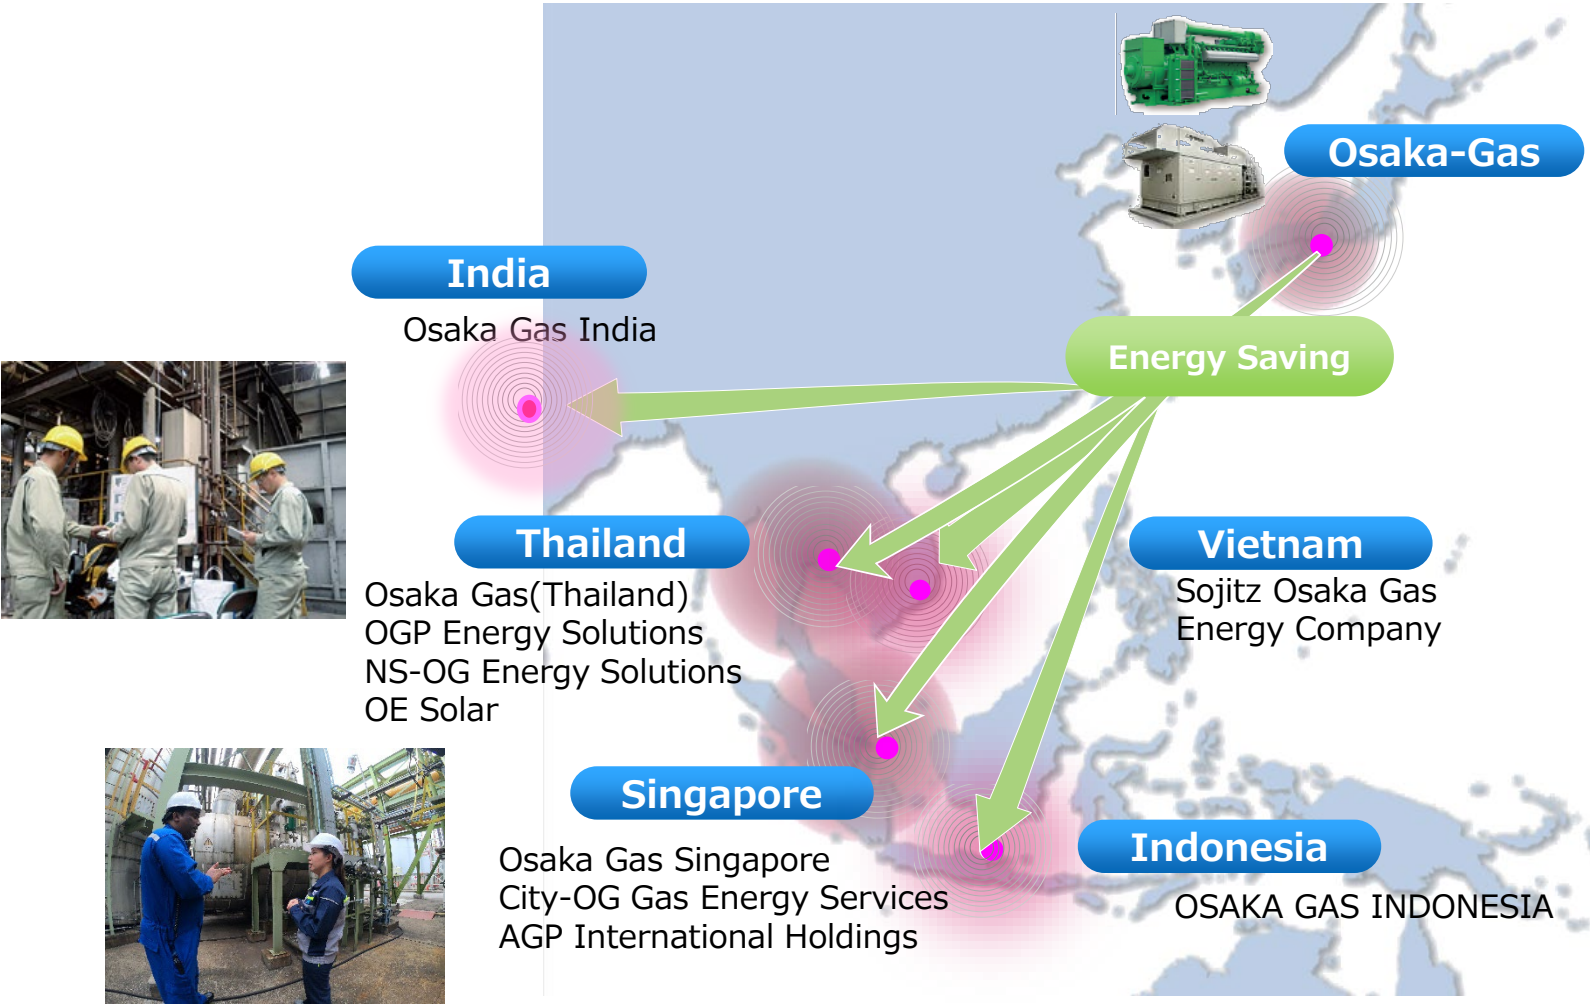 Osaka-Gas
India
Osaka Gas India
Energy Saving
Thailand
Osaka Gas(Thailand)
OGP Energy Solutions
NS-OG Energy Solutions
OE Solar
Vietnam
Sojitz Osaka Gas
Energy Company
Singapore
Osaka Gas Singapore
City-OG Gas Energy Services
AGP International Holdings
Indonesia
OSAKA GAS INDONESIA